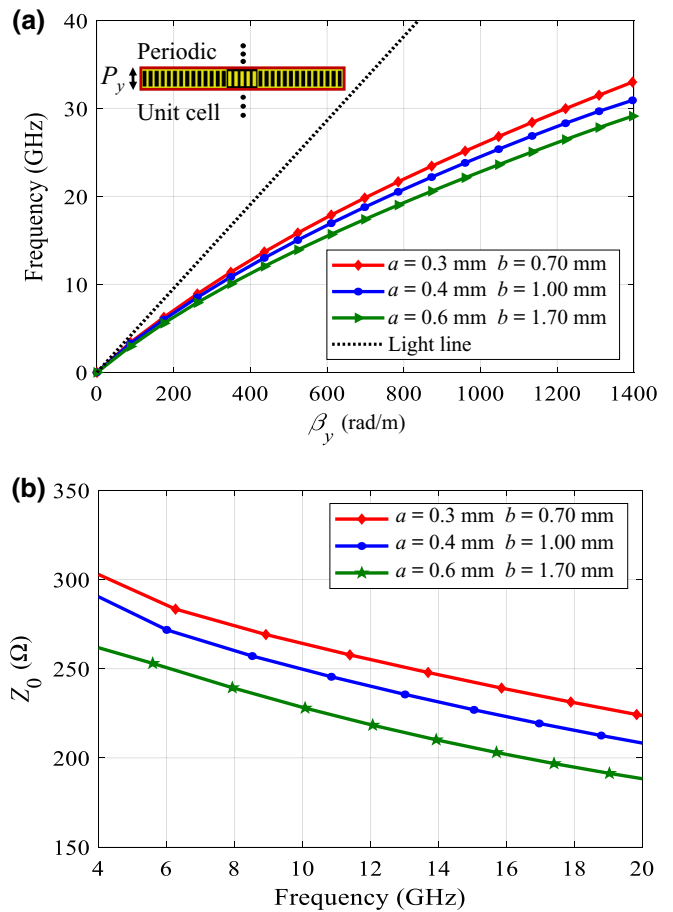 (a)
Periodic
P_y
Unit cell
40
30
20
10
0
Frequency (GHz)
a = 0.3 mm b = 0.70 mm
a = 0.4 mm b = 1.00 mm
a = 0.6 mm b = 1.70 mm
Light line
0 200 400 600 800 1000 1200 1400
β_y (rad/m)
(b)
350
300
250
200
150
Z_0 (Ω)
a = 0.3 mm b = 0.70 mm
a = 0.4 mm b = 1.00 mm
a = 0.6 mm b = 1.70 mm
4 6 8 10 12 14 16 18 20
Frequency (GHz)